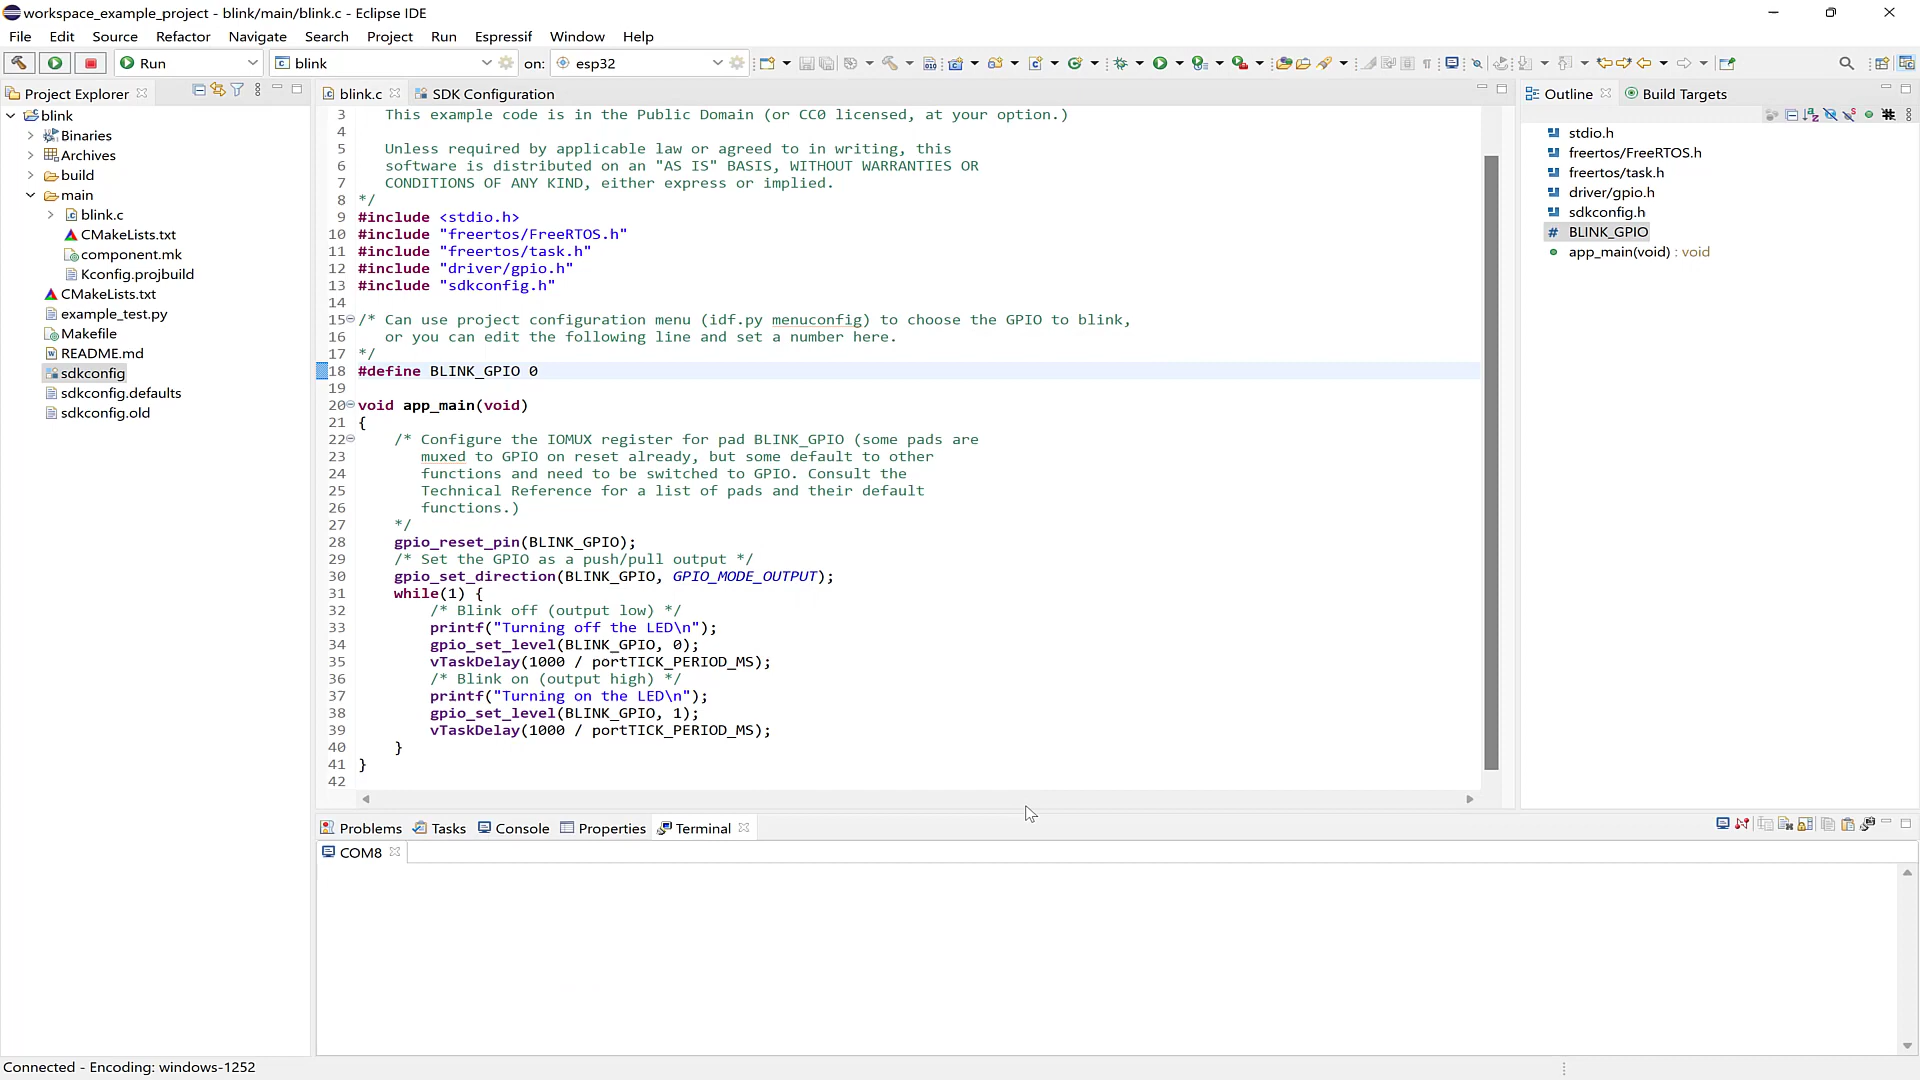 workspace_example_project - blink/main/blink.c - Eclipse IDE
File Edit Source Refactor Navigate Search Project Run Espressif Window Help
Run blink on: esp32
Project Explorer
blink
Binaries
Archives
build
main
blink.c
CMakeLists.txt
component.mk
Kconfig.projbuild
CMakeLists.txt
example_test.py
Makefile
README.md
sdkconfig
sdkconfig.defaults
sdkconfig.old
blink.c SDK Configuration
3 This example code is in the Public Domain (or CC0 licensed, at your option.)
4
5 Unless required by applicable law or agreed to in writing, this
6 software is distributed on an "AS IS" BASIS, WITHOUT WARRANTIES OR
7 CONDITIONS OF ANY KIND, either express or implied.
8 */
9 #include <stdio.h>
10 #include "freertos/FreeRTOS.h"
11 #include "freertos/task.h"
12 #include "driver/gpio.h"
13 #include "sdkconfig.h"
14
15 /* Can use project configuration menu (idf.py menuconfig) to choose the GPIO to blink,
16 or you can edit the following line and set a number here.
17 */
18 #define BLINK_GPIO 0
19
20 void app_main(void)
21 {
22 /* Configure the IOMUX register for pad BLINK_GPIO (some pads are
23 muxed to GPIO on reset already, but some default to other
24 functions and need to be switched to GPIO. Consult the
25 Technical Reference for a list of pads and their default
26 functions.)
27 */
28 gpio_reset_pin(BLINK_GPIO);
29 /* Set the GPIO as a push/pull output */
30 gpio_set_direction(BLINK_GPIO, GPIO_MODE_OUTPUT);
31 while(1) {
32 /* Blink off (output low) */
33 printf("Turning off the LED\n");
34 gpio_set_level(BLINK_GPIO, 0);
35 vTaskDelay(1000 / portTICK_PERIOD_MS);
36 /* Blink on (output high) */
37 printf("Turning on the LED\n");
38 gpio_set_level(BLINK_GPIO, 1);
39 vTaskDelay(1000 / portTICK_PERIOD_MS);
40 }
41 }
42
Outline Build Targets
stdio.h
freertos/FreeRTOS.h
freertos/task.h
driver/gpio.h
sdkconfig.h
BLINK_GPIO
app_main(void) : void
Problems Tasks Console Properties Terminal
COM8
Connected - Encoding: windows-1252